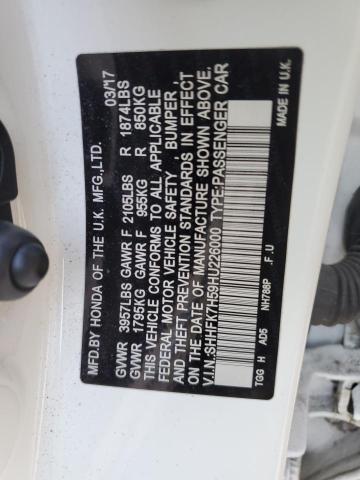 MFD.BY HONDA OF THE U.K. MFG.,LTD. 03/17
GVWR 3957LBS GAWR F 2105LBS R 1874LBS
GVWR 1795KG GAWR F 955KG R 850KG
THIS VEHICLE CONFORMS TO ALL APPLICABLE
FEDERAL MOTOR VEHICLE SAFETY , BUMPER ,
AND THEFT PREVENTION STANDARDS IN EFFECT
ON THE DATE OF MANUFACTURE SHOWN ABOVE.
V.I.N.:SHHFK7H59HU226000 TYPE:PASSENGER CAR
TGG H AD5 NH788P .F.U MADE IN U.K.